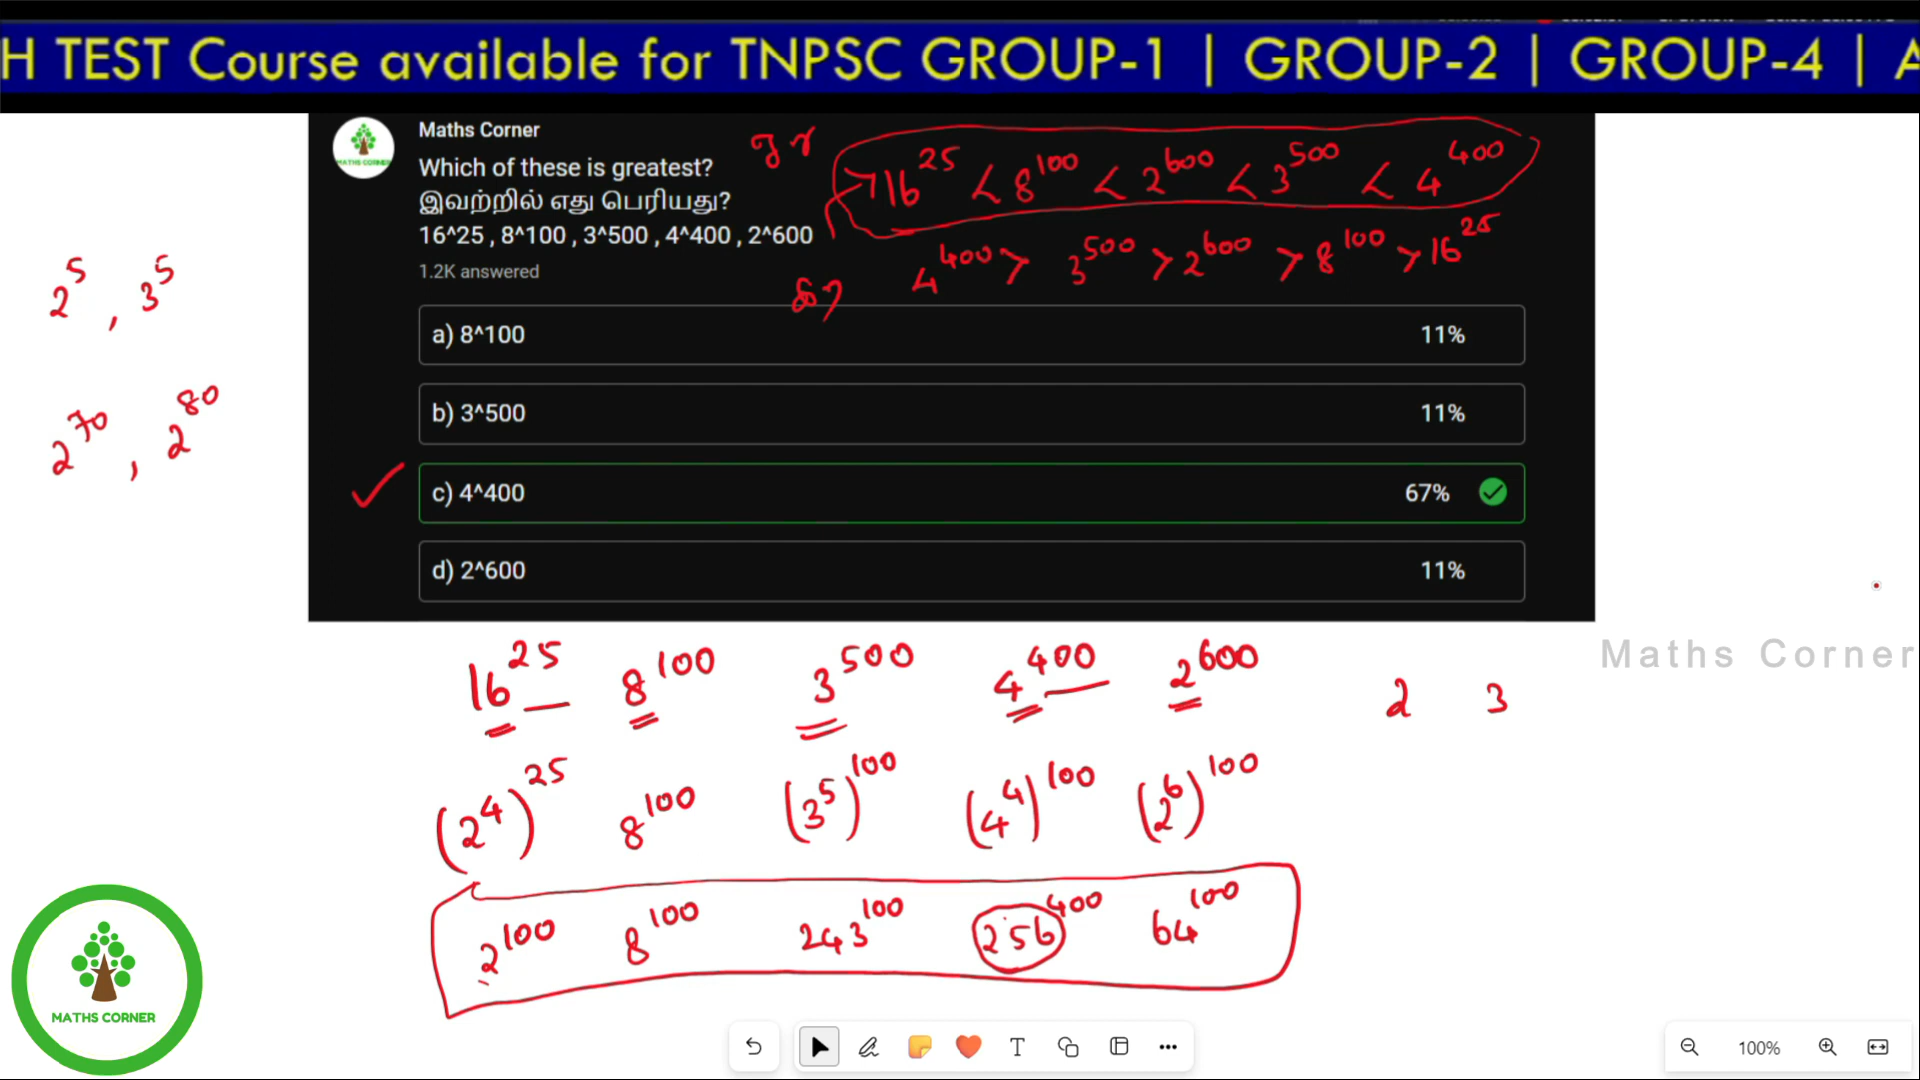 H TEST Course available for TNPSC GROUP-1 | GROUP-2 | GROUP-4 | A
Maths Corner
Which of these is greatest?
இவற்றில் எது பெரியது?
16^25 , 8^100 , 3^500 , 4^400 , 2^600
1.2K answered
16^25 < 8^100 < 2^600 < 3^500 < 4^400
4^400 > 3^500 > 2^600 > 8^100 > 16^25
a) 8^100 11%
b) 3^500 11%
c) 4^400 67%
d) 2^600 11%
2^5 , 3^5
2^70 , 2^80
Maths Corner
16^25 8^100 3^500 4^400 2^600 2 3
(2^4)^25 8^100 (3^5)^100 (4^4)^100 (2^6)^100
2^100 8^100 243^100 256^400 64^100
MATHS CORNER
T
100%